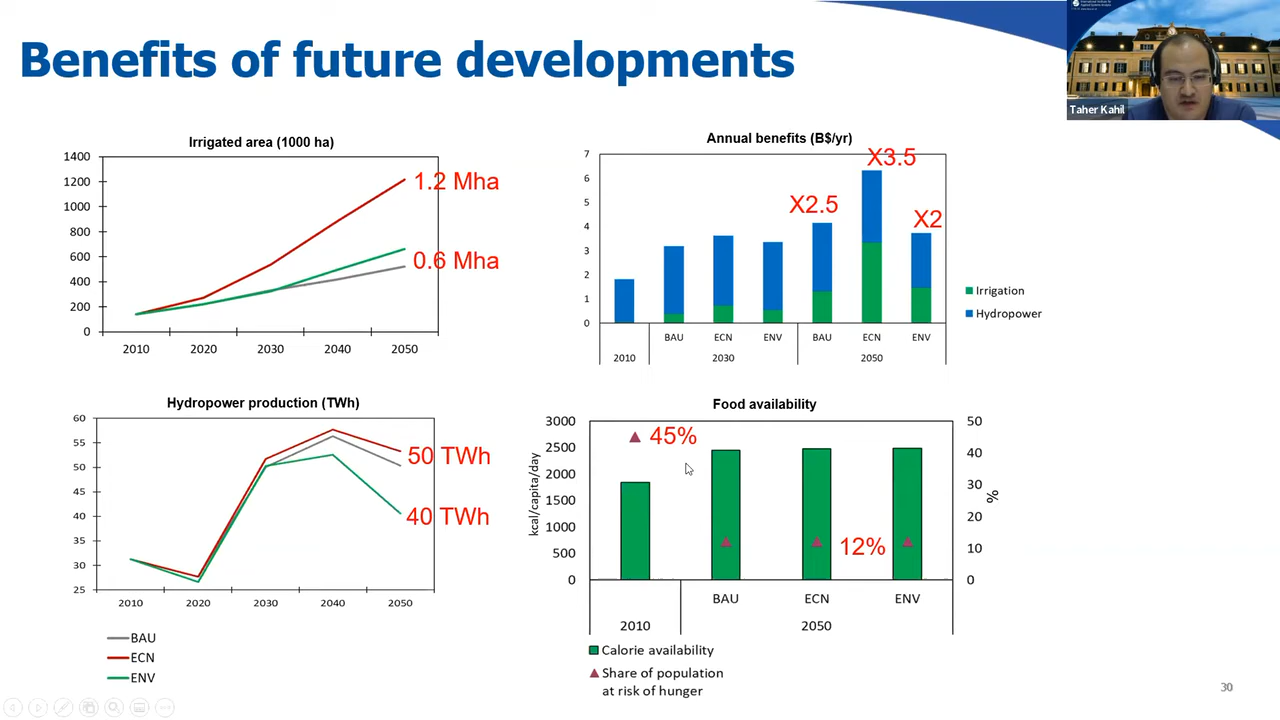 Benefits of future developments
International Institute for
Applied Systems Analysis
Taher Kahil
Irrigated area (1000 ha)
1400
1200
1000
800
600
400
200
0
2010 2020 2030 2040 2050
1.2 Mha
0.6 Mha
Annual benefits (B$/yr)
7
6
5
4
3
2
1
0
X2.5
X3.5
X2
BAU ECN ENV BAU ECN ENV
2010 2030 2050
Irrigation
Hydropower
Hydropower production (TWh)
60
55
50
45
40
35
30
25
2010 2020 2030 2040 2050
50 TWh
40 TWh
BAU
ECN
ENV
Food availability
kcal/capita/day
3000
2500
2000
1500
1000
500
0
45%
12%
50
40
30
20
10
0
%
BAU ECN ENV
2010 2050
Calorie availability
Share of population
at risk of hunger
30